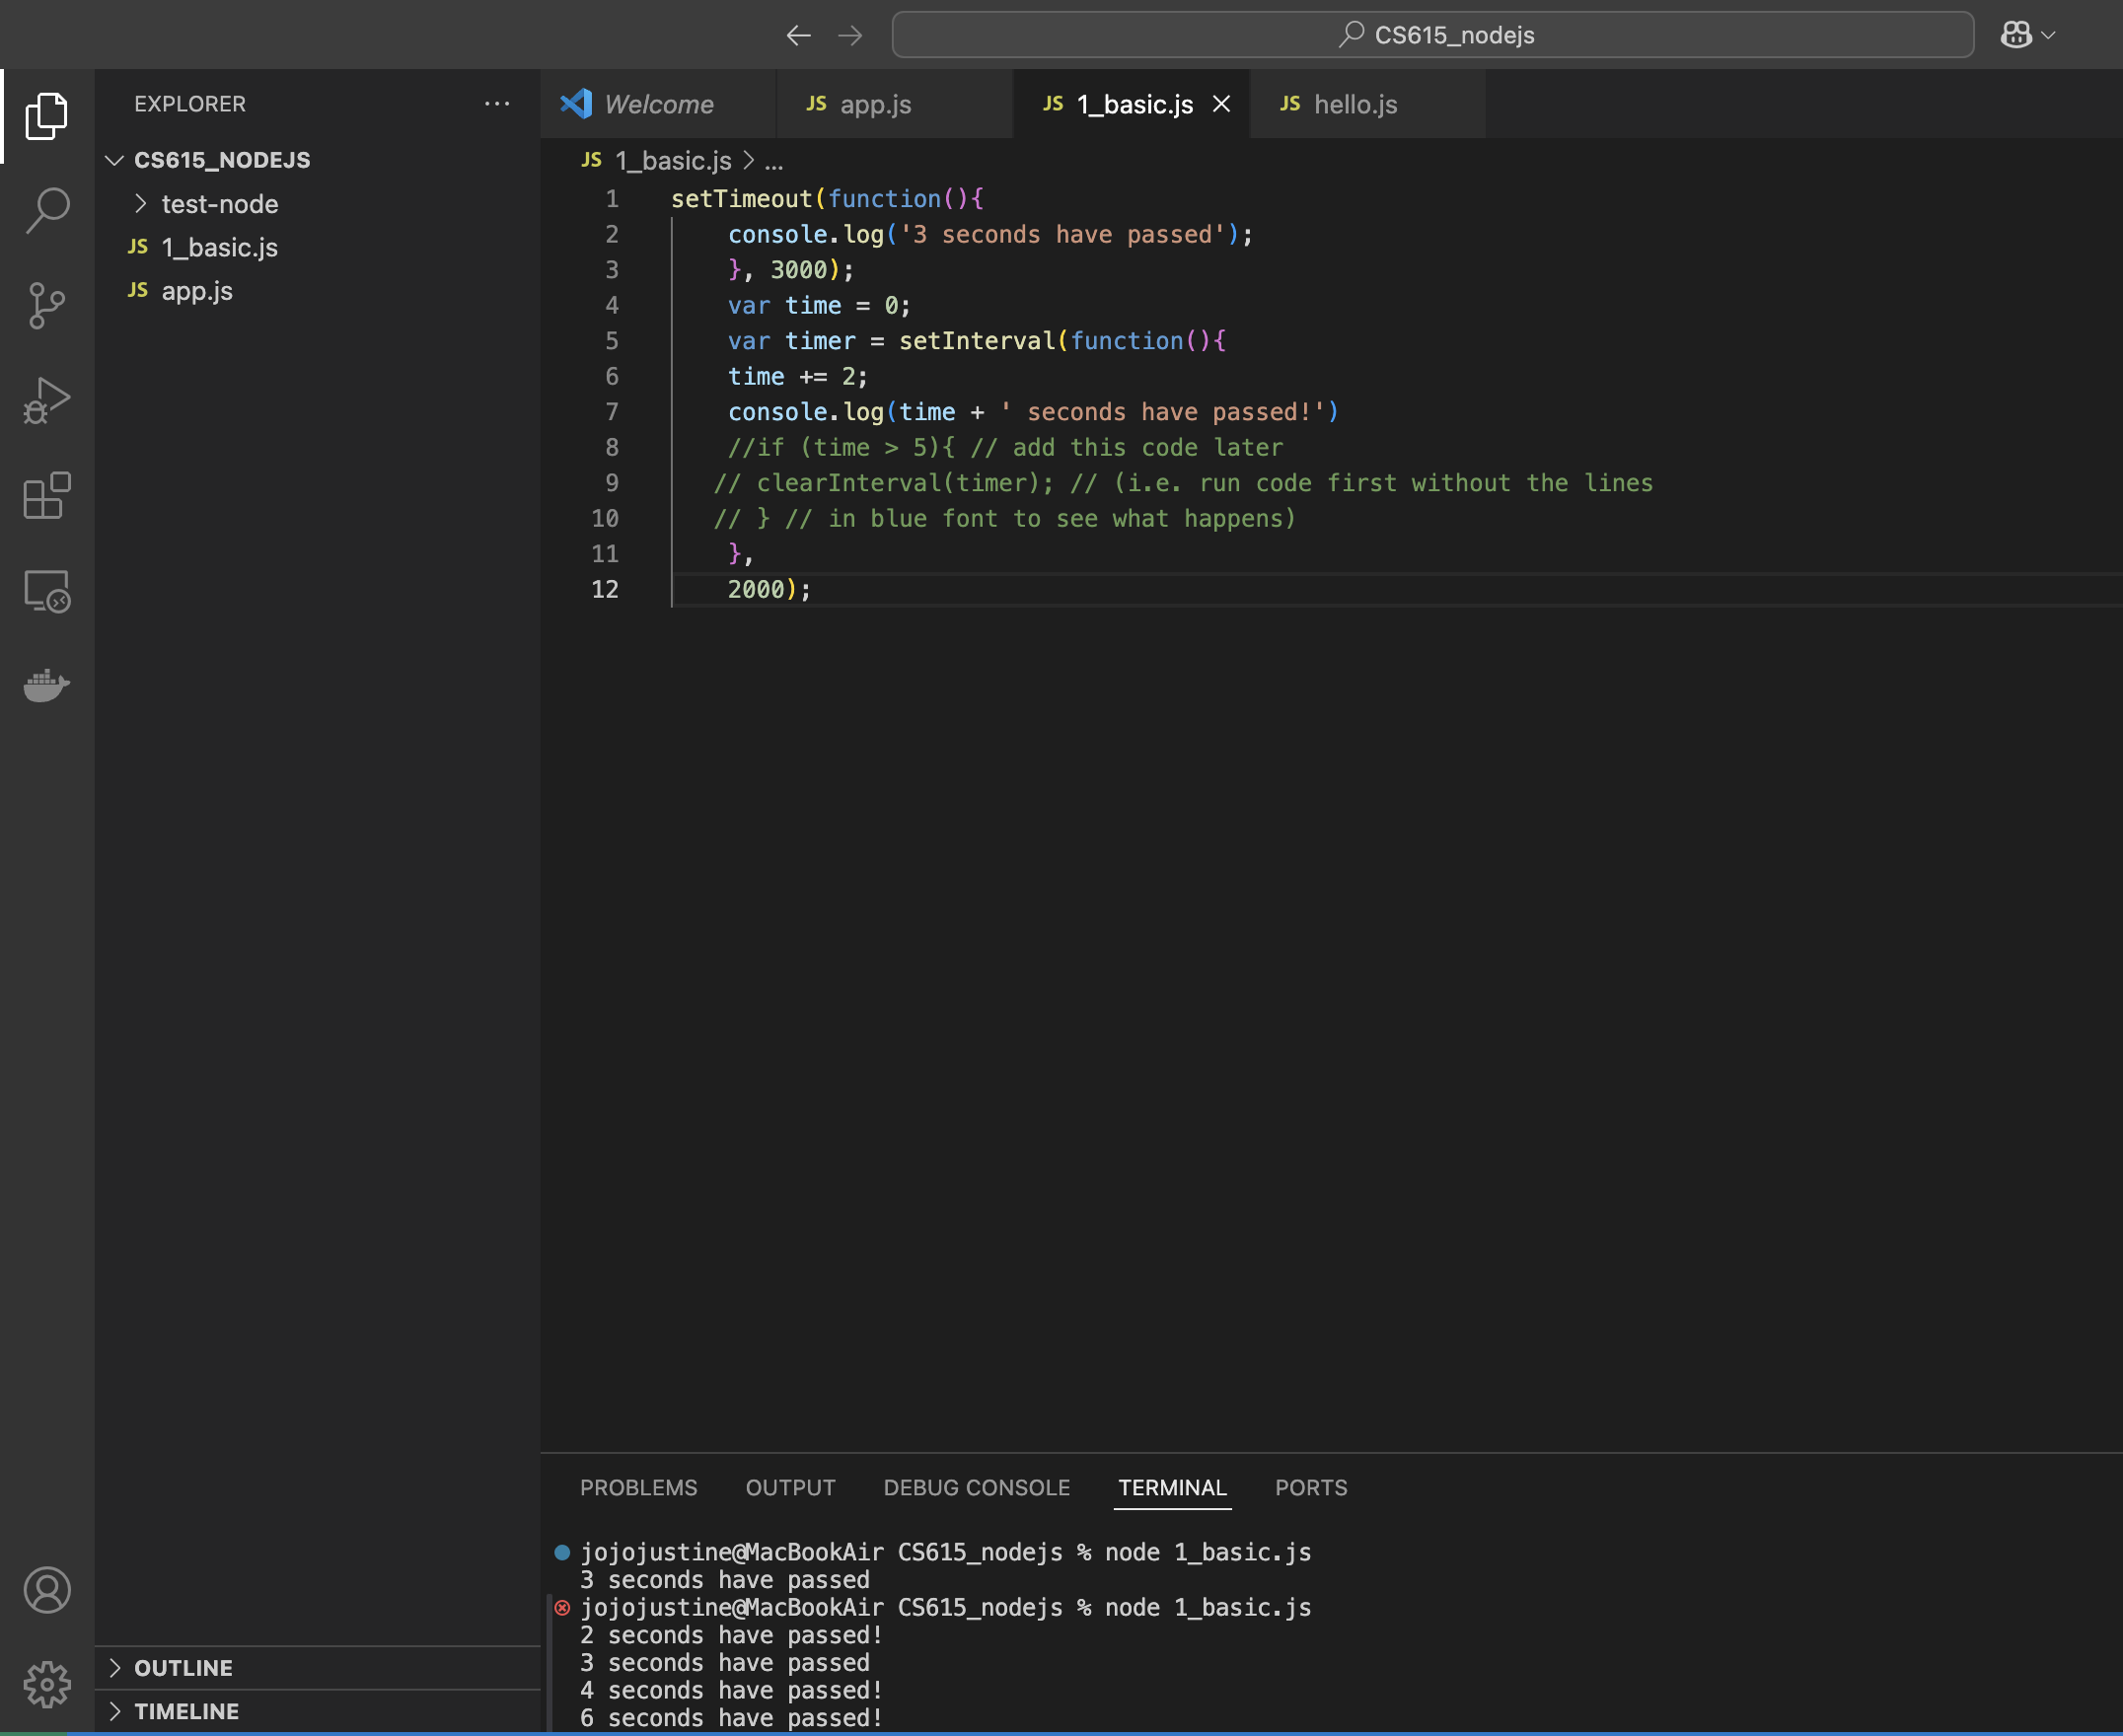 CS615_nodejs
EXPLORER
CS615_NODEJS
test-node
JS 1_basic.js
JS app.js
OUTLINE
TIMELINE
Welcome
JS app.js
JS 1_basic.js
JS hello.js
JS 1_basic.js > ...
1 setTimeout(function(){
2 console.log('3 seconds have passed');
3 }, 3000);
4 var time = 0;
5 var timer = setInterval(function(){
6 time += 2;
7 console.log(time + ' seconds have passed!')
8 //if (time > 5){ // add this code later
9 // clearInterval(timer); // (i.e. run code first without the lines
10 // } // in blue font to see what happens)
11 },
12 2000);
PROBLEMS OUTPUT DEBUG CONSOLE TERMINAL PORTS
jojojustine@MacBookAir CS615_nodejs % node 1_basic.js
3 seconds have passed
jojojustine@MacBookAir CS615_nodejs % node 1_basic.js
2 seconds have passed!
3 seconds have passed
4 seconds have passed!
6 seconds have passed!